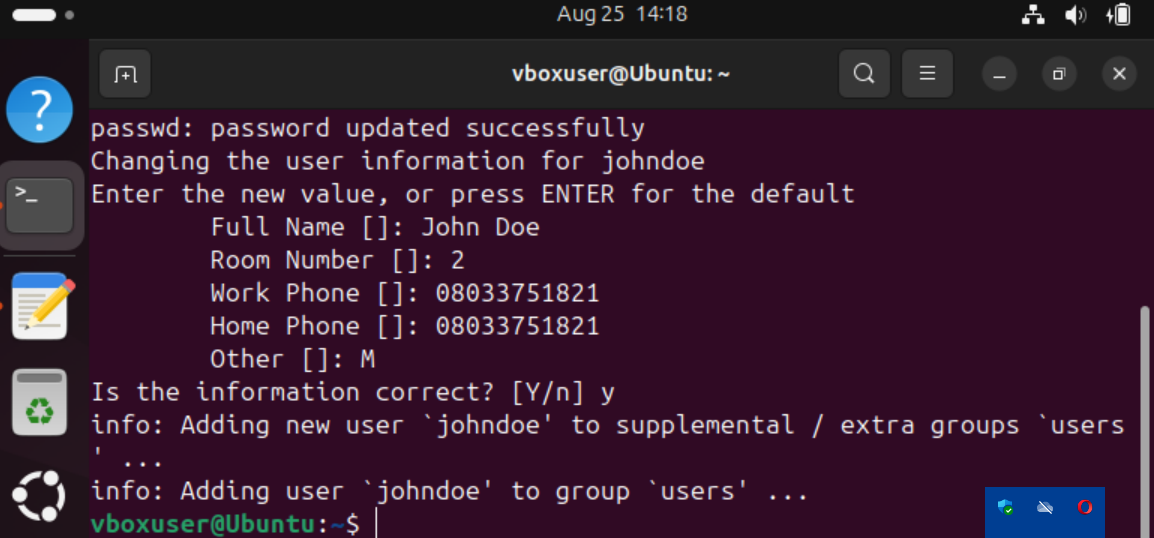 Aug 25 14:18
vboxuser@Ubuntu: ~
passwd: password updated successfully
Changing the user information for johndoe
Enter the new value, or press ENTER for the default
Full Name []: John Doe
Room Number []: 2
Work Phone []: 08033751821
Home Phone []: 08033751821
Other []: M
Is the information correct? [Y/n] y
info: Adding new user `johndoe' to supplemental / extra groups `users
' ...
info: Adding user `johndoe' to group `users' ...
vboxuser@Ubuntu:~$